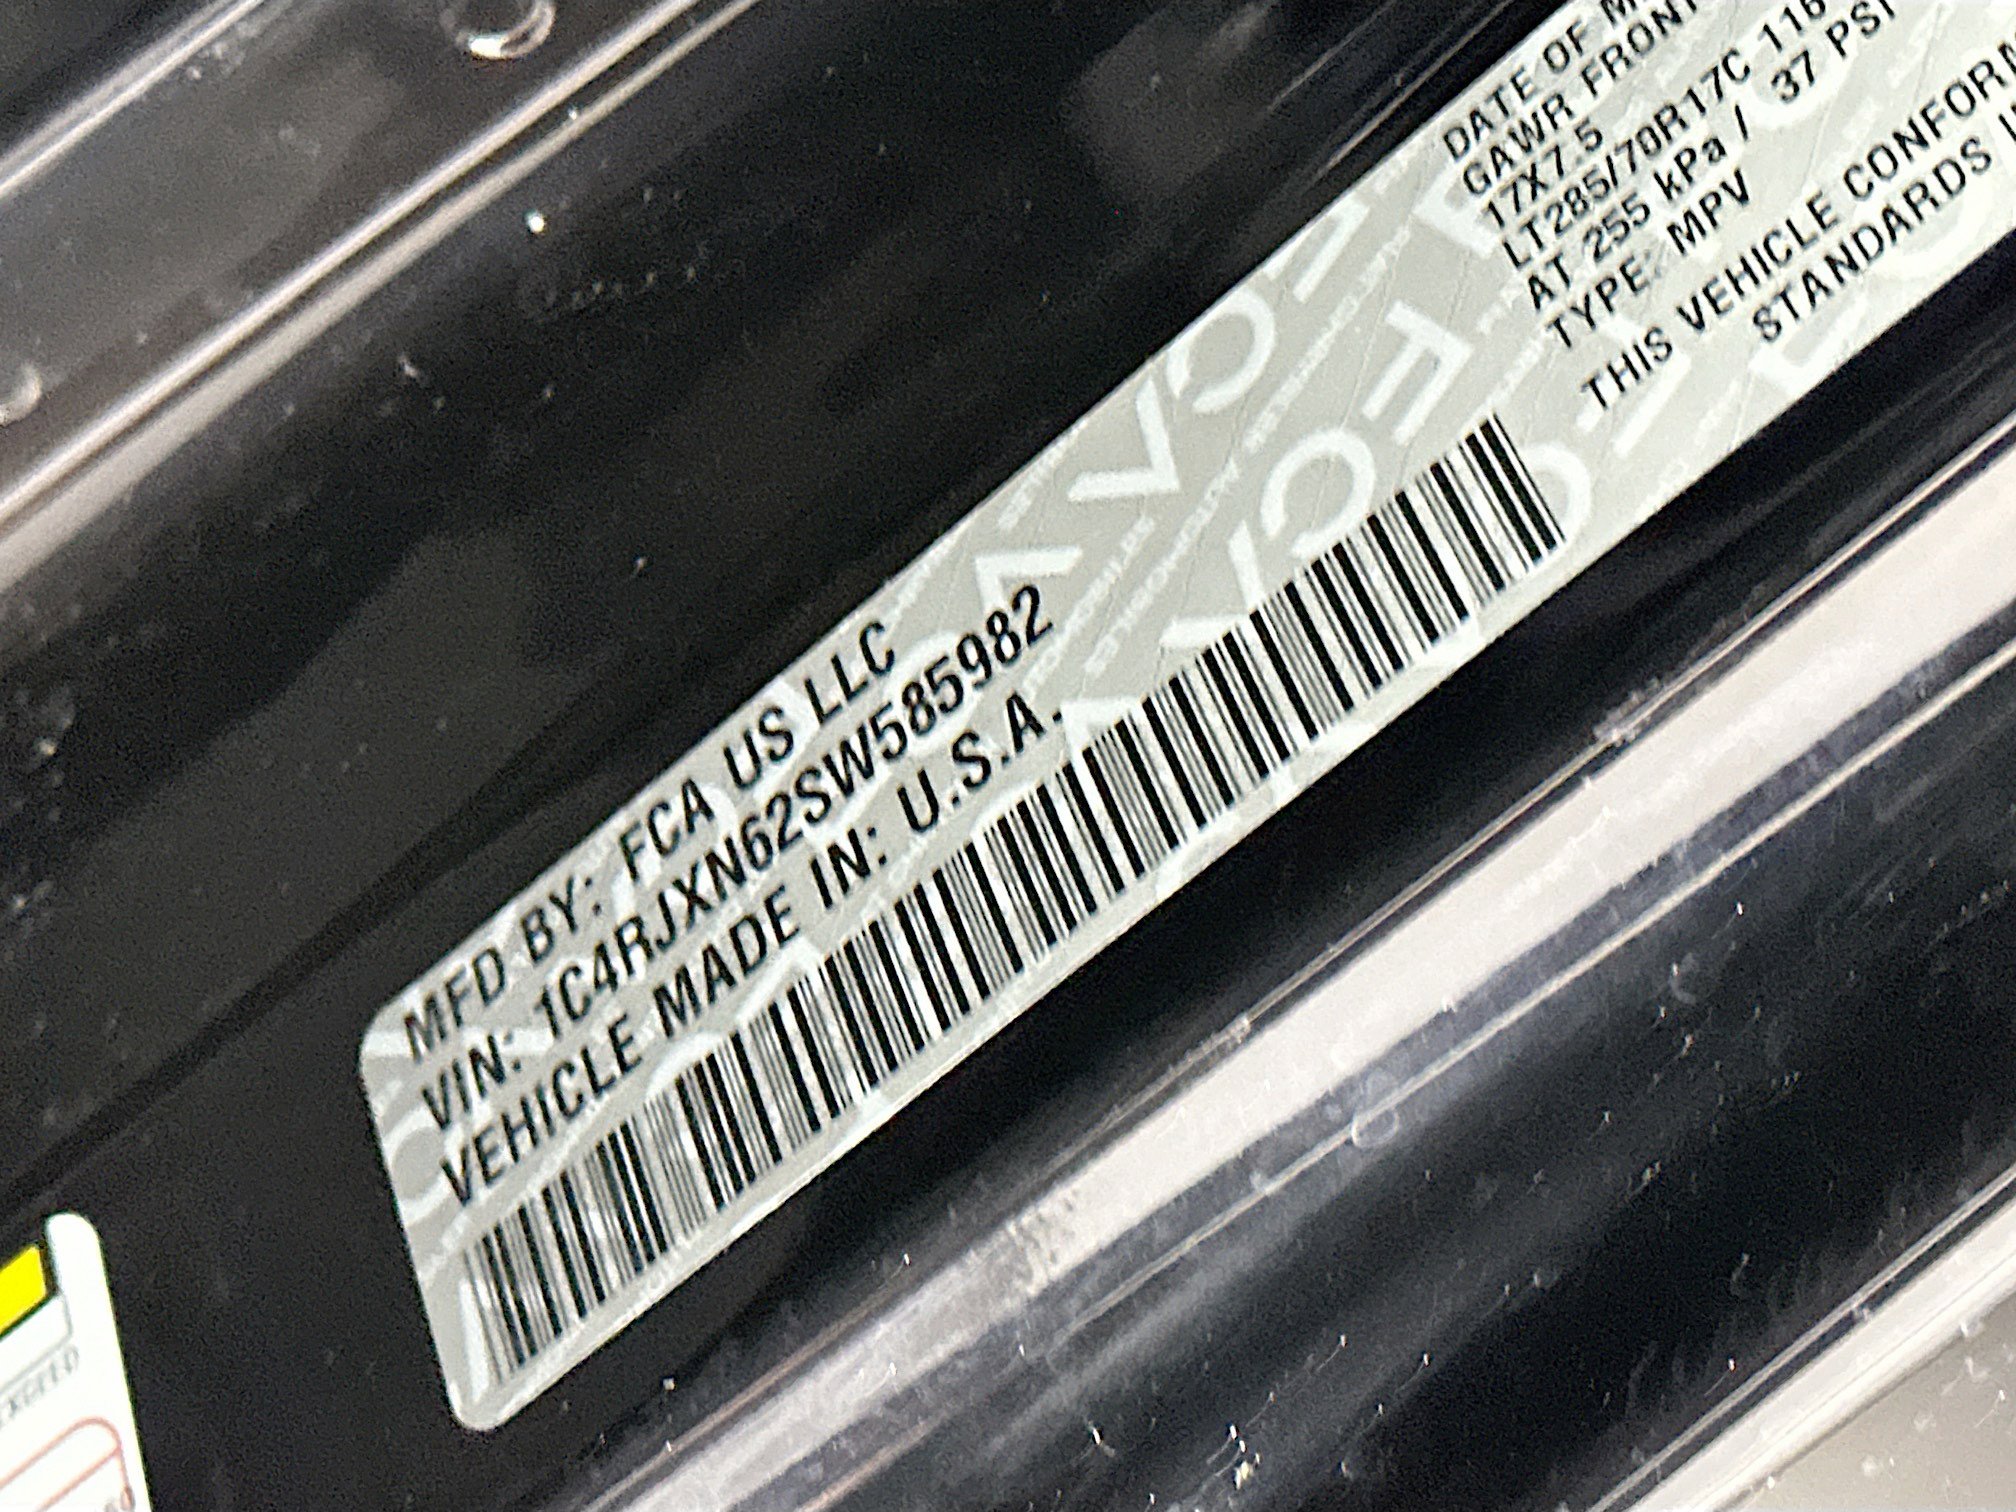 MFD BY: FCA US LLC
VIN: 1C4RJXN62SW585982
VEHICLE MADE IN: U.S.A.
DATE OF
GAWR FRONT
17X7.5
LT285/70R17C 116
AT 255 kPa / 37 PSI
TYPE: MPV
THIS VEHICLE CONFORM
STANDARDS